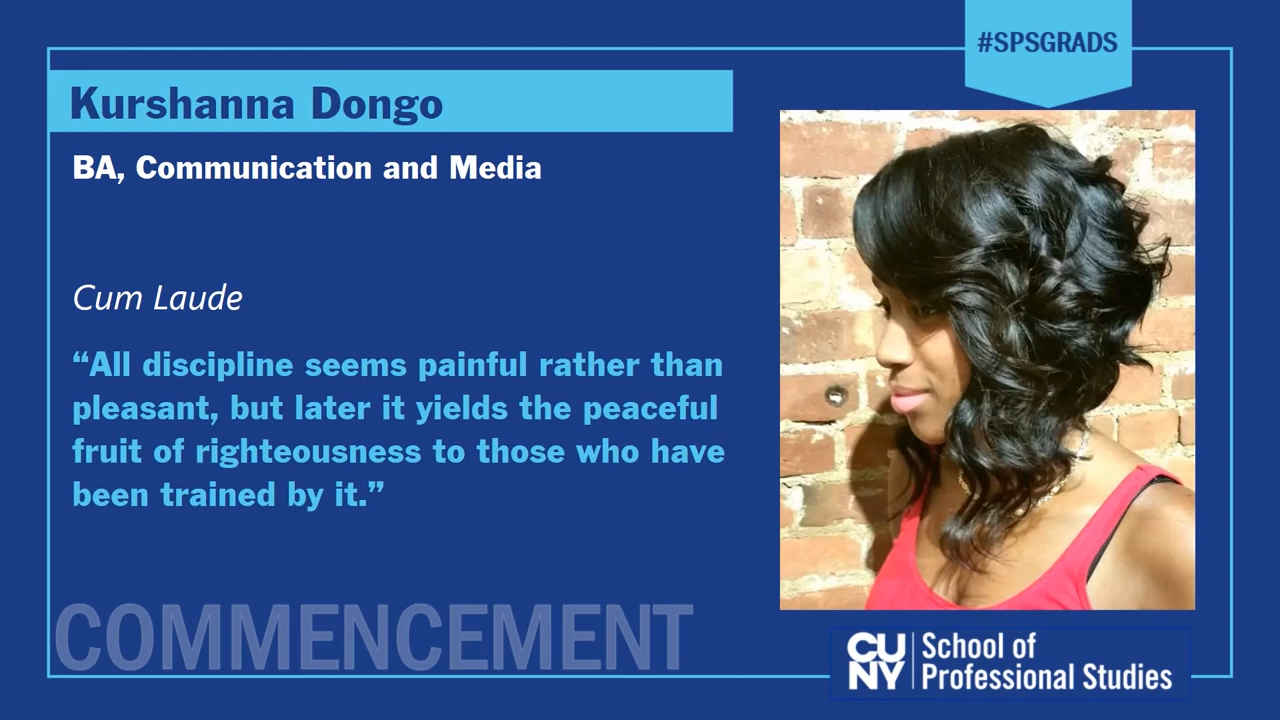 #SPSGRADS
Kurshanna Dongo
BA, Communication and Media
Cum Laude
“All discipline seems painful rather than
pleasant, but later it yields the peaceful
fruit of righteousness to those who have
been trained by it.”
COMMENCEMENT
CU
NY
School of
Professional Studies